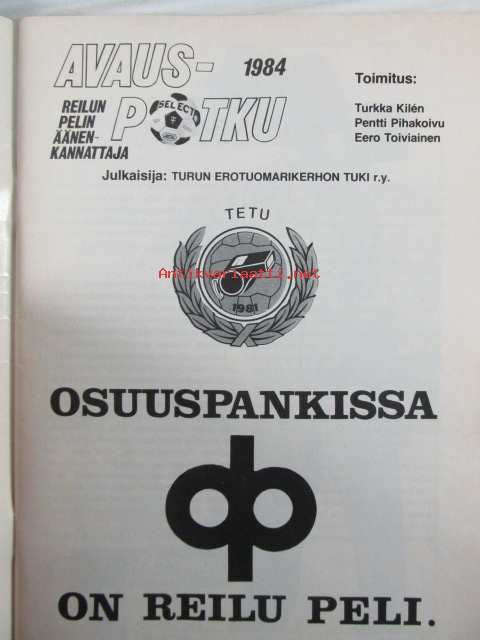 AVAUS-
1984
POTKU
SELECT
REILUN
PELIN
ÄÄNEN-
KANNATTAJA
Toimitus:
Turkka Kilén
Pentti Pihakoivu
Eero Toiviainen
Julkaisija: TURUN EROTUOMARIKERHON TUKI r.y.
TETU
Antikvariaatti.net
1981
OSUUSPANKISSA
ON REILU PELI.